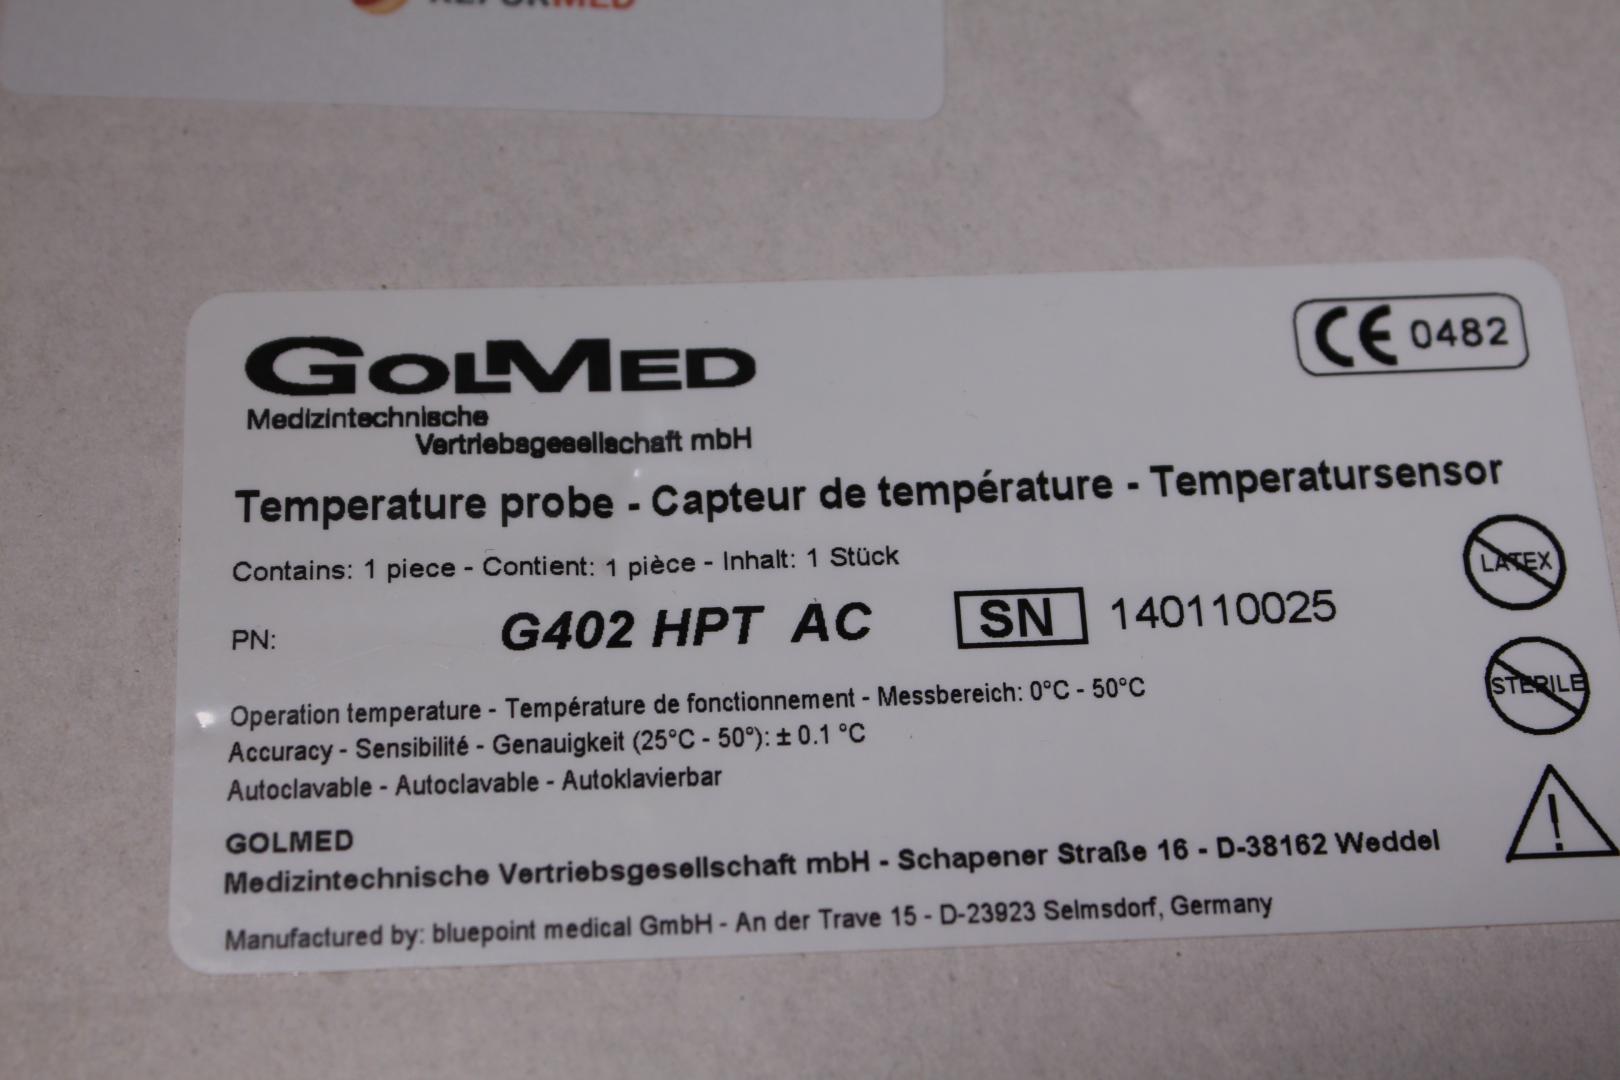 REFORMED
GOLMED
CE 0482
Medizintechnische
Vertriebsgesellschaft mbH
Temperature probe - Capteur de température - Temperatursensor
Contains: 1 piece - Contient: 1 pièce - Inhalt: 1 Stück
LATEX
PN: G402 HPT AC SN 140110025
STERILE
Operation temperature - Température de fonctionnement - Messbereich: 0°C - 50°C
Accuracy - Sensibilité - Genauigkeit (25°C - 50°): ± 0.1 °C
Autoclavable - Autoclavable - Autoklavierbar
!
GOLMED
Medizintechnische Vertriebsgesellschaft mbH - Schapener Straße 16 - D-38162 Weddel
Manufactured by: bluepoint medical GmbH - An der Trave 15 - D-23923 Selmsdorf, Germany